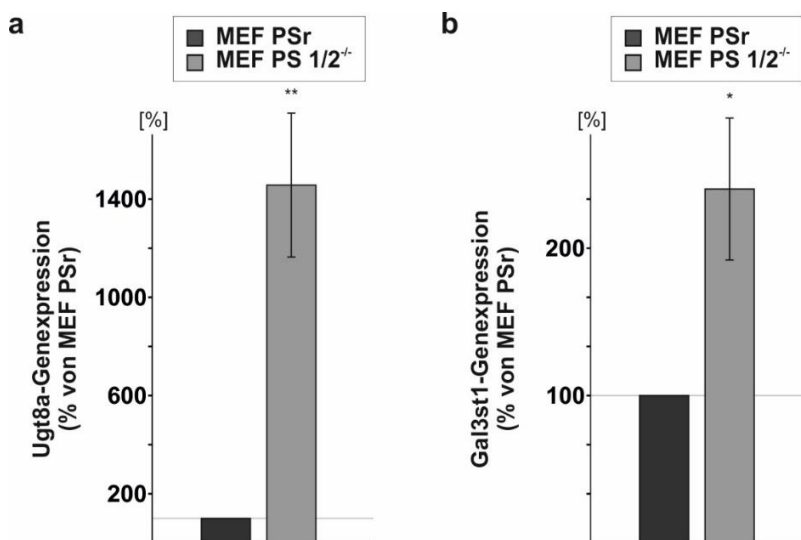 a
MEF PSr
MEF PS 1/2-/-
**
[%]
1400
1000
600
200
Ugt8a-Genexpression
(% von MEF PSr)
b
MEF PSr
MEF PS 1/2-/-
*
[%]
200
100
Gal3st1-Genexpression
(% von MEF PSr)